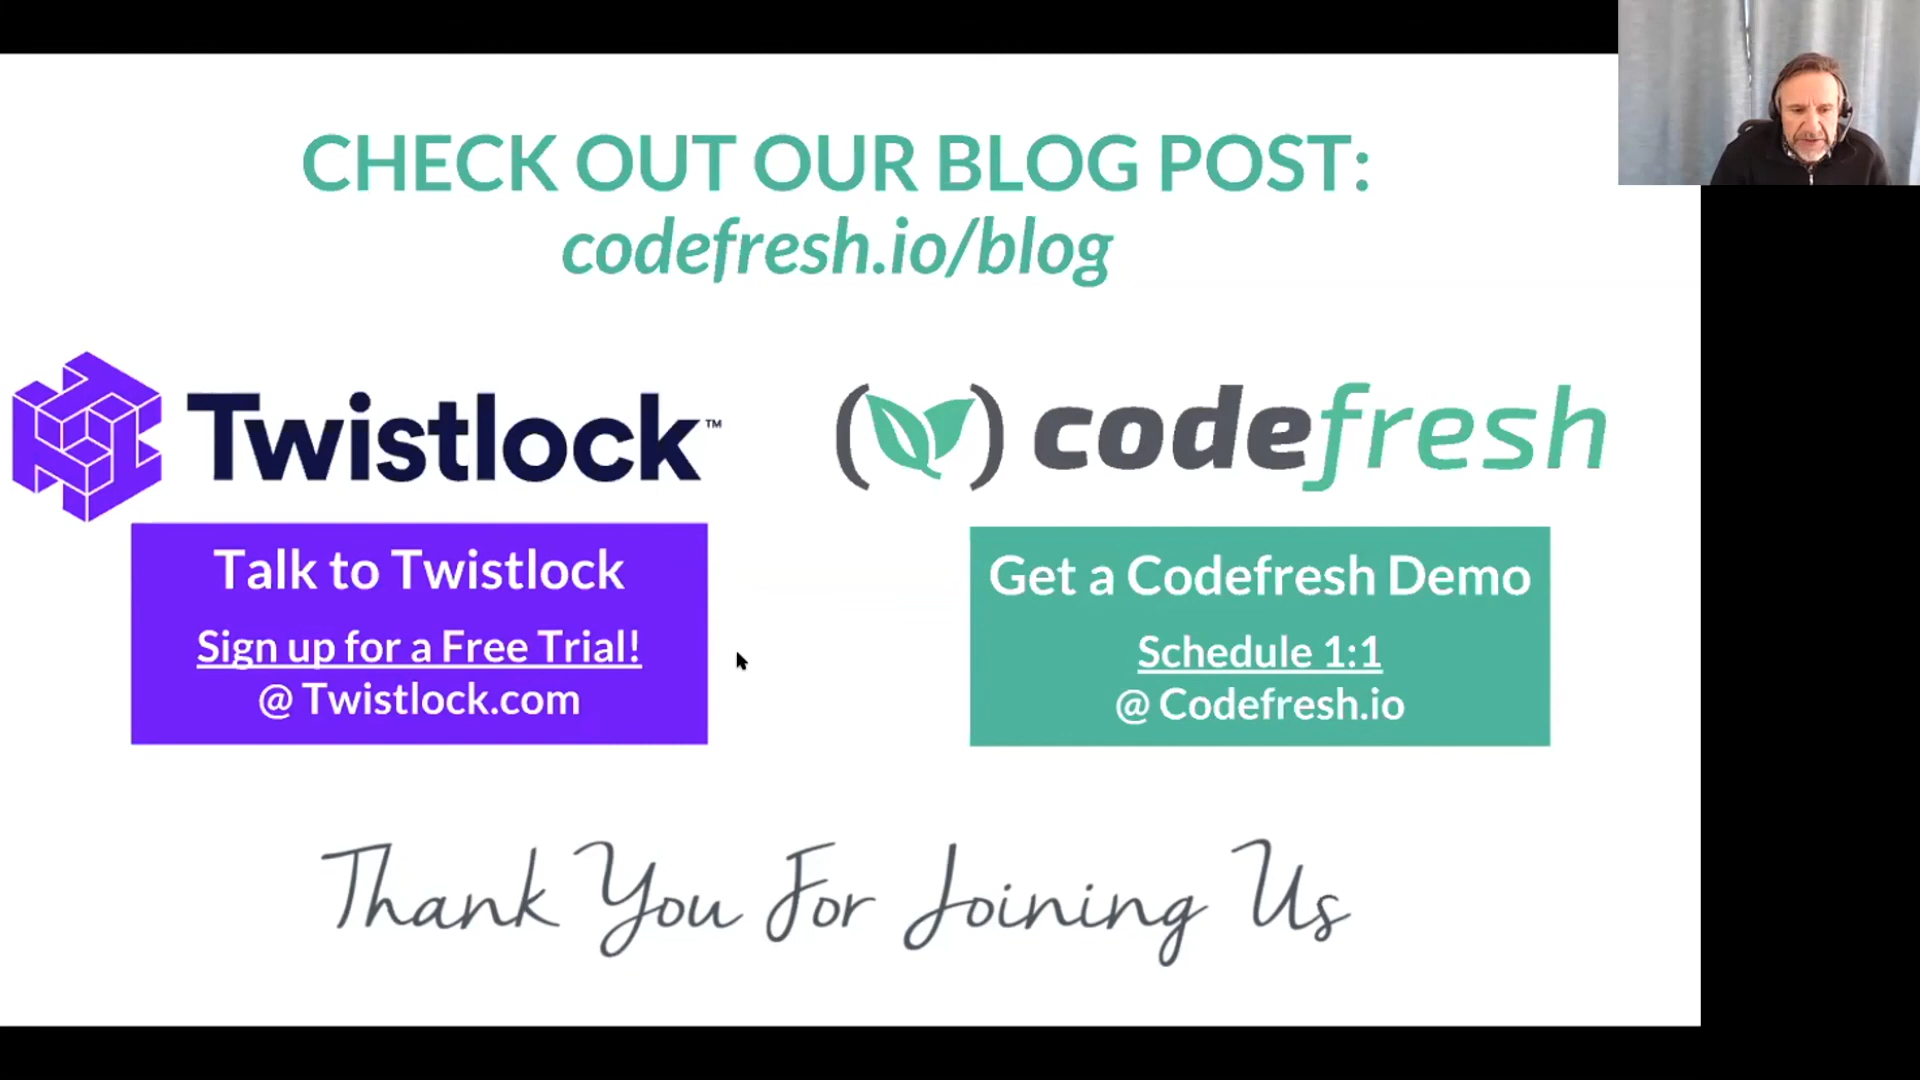 CHECK OUT OUR BLOG POST:
codefresh.io/blog
Twistlock™
codefresh
Talk to Twistlock
Sign up for a Free Trial!
@ Twistlock.com
Get a Codefresh Demo
Schedule 1:1
@ Codefresh.io
Thank You For Joining Us